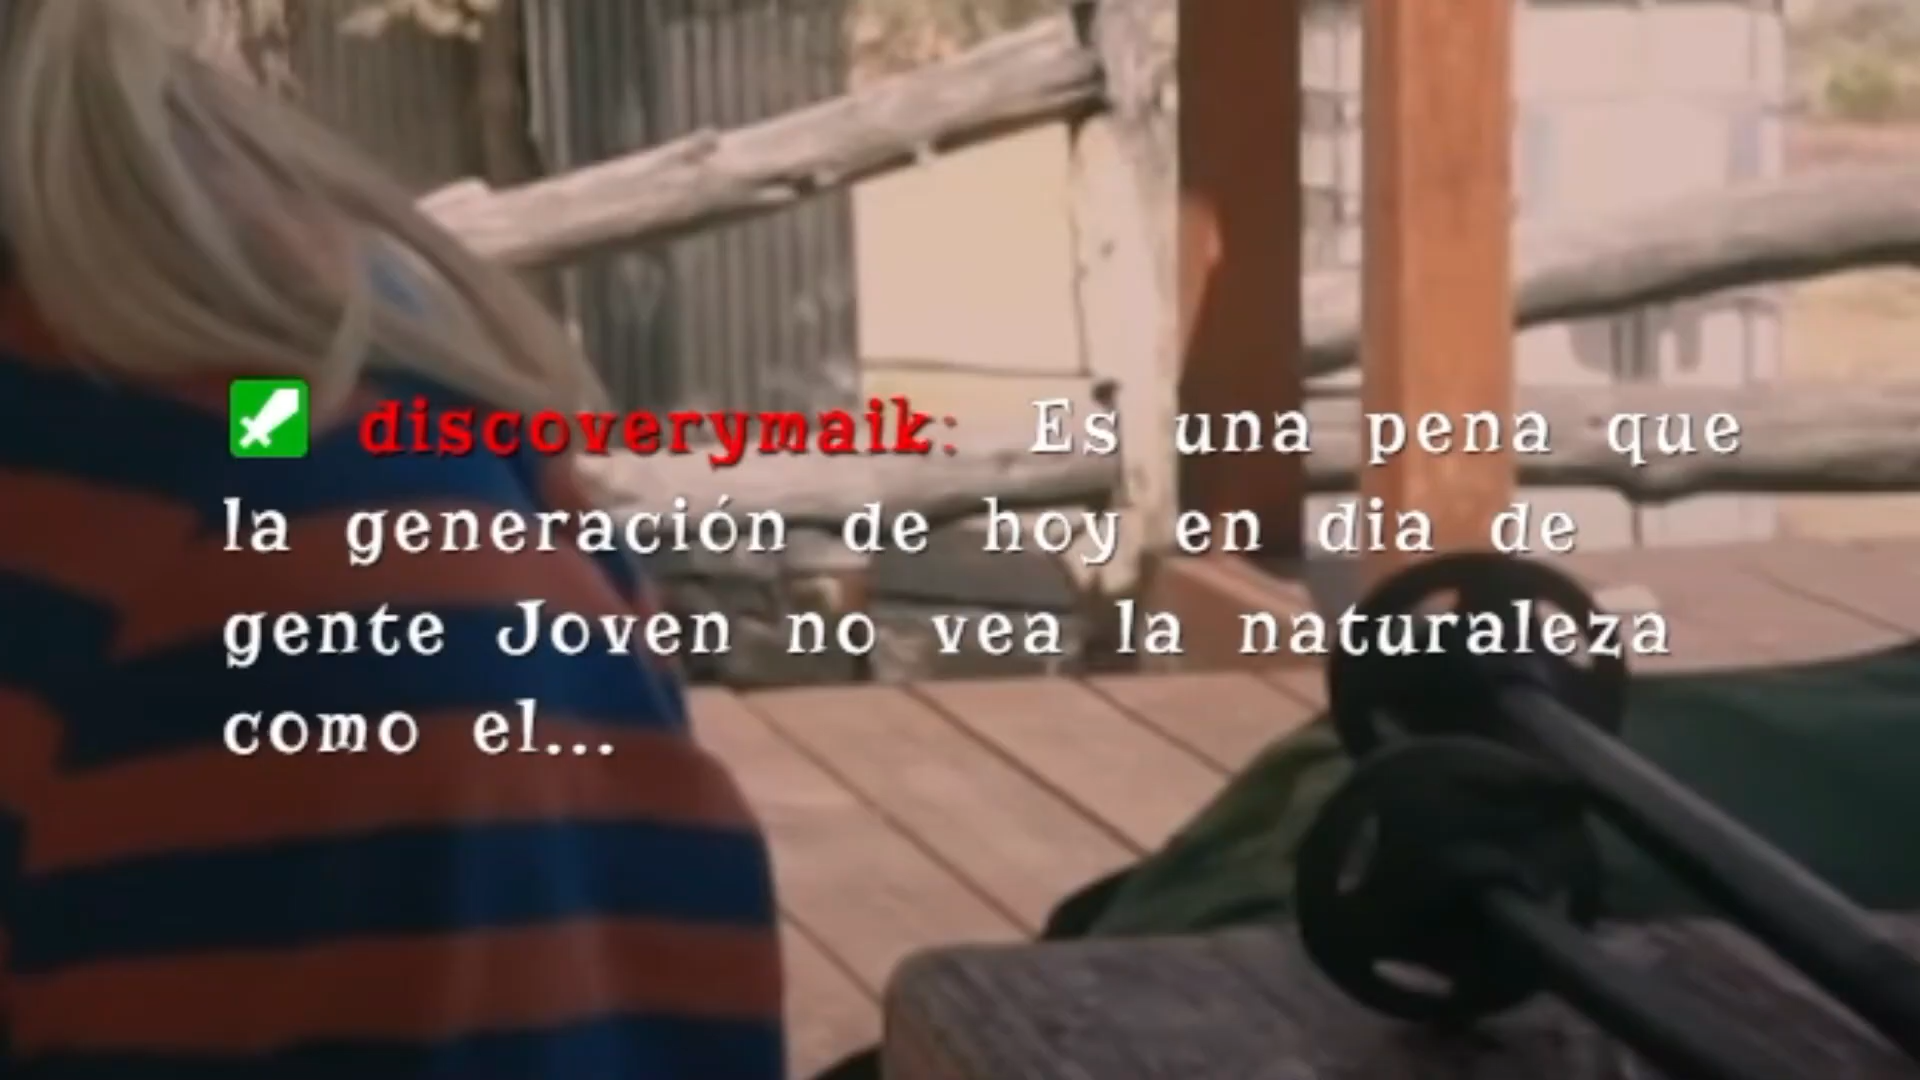 discoverymaik: Es una pena que
la generación de hoy en dia de
gente Joven no vea la naturaleza
como el...